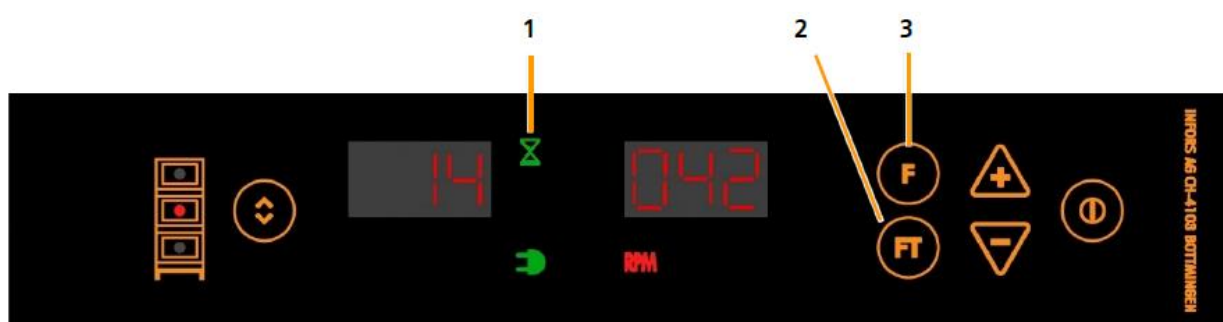 1
2
3
14
042
F
FT
RPM
INFORS AG CH-4103 BOTTMINGEN